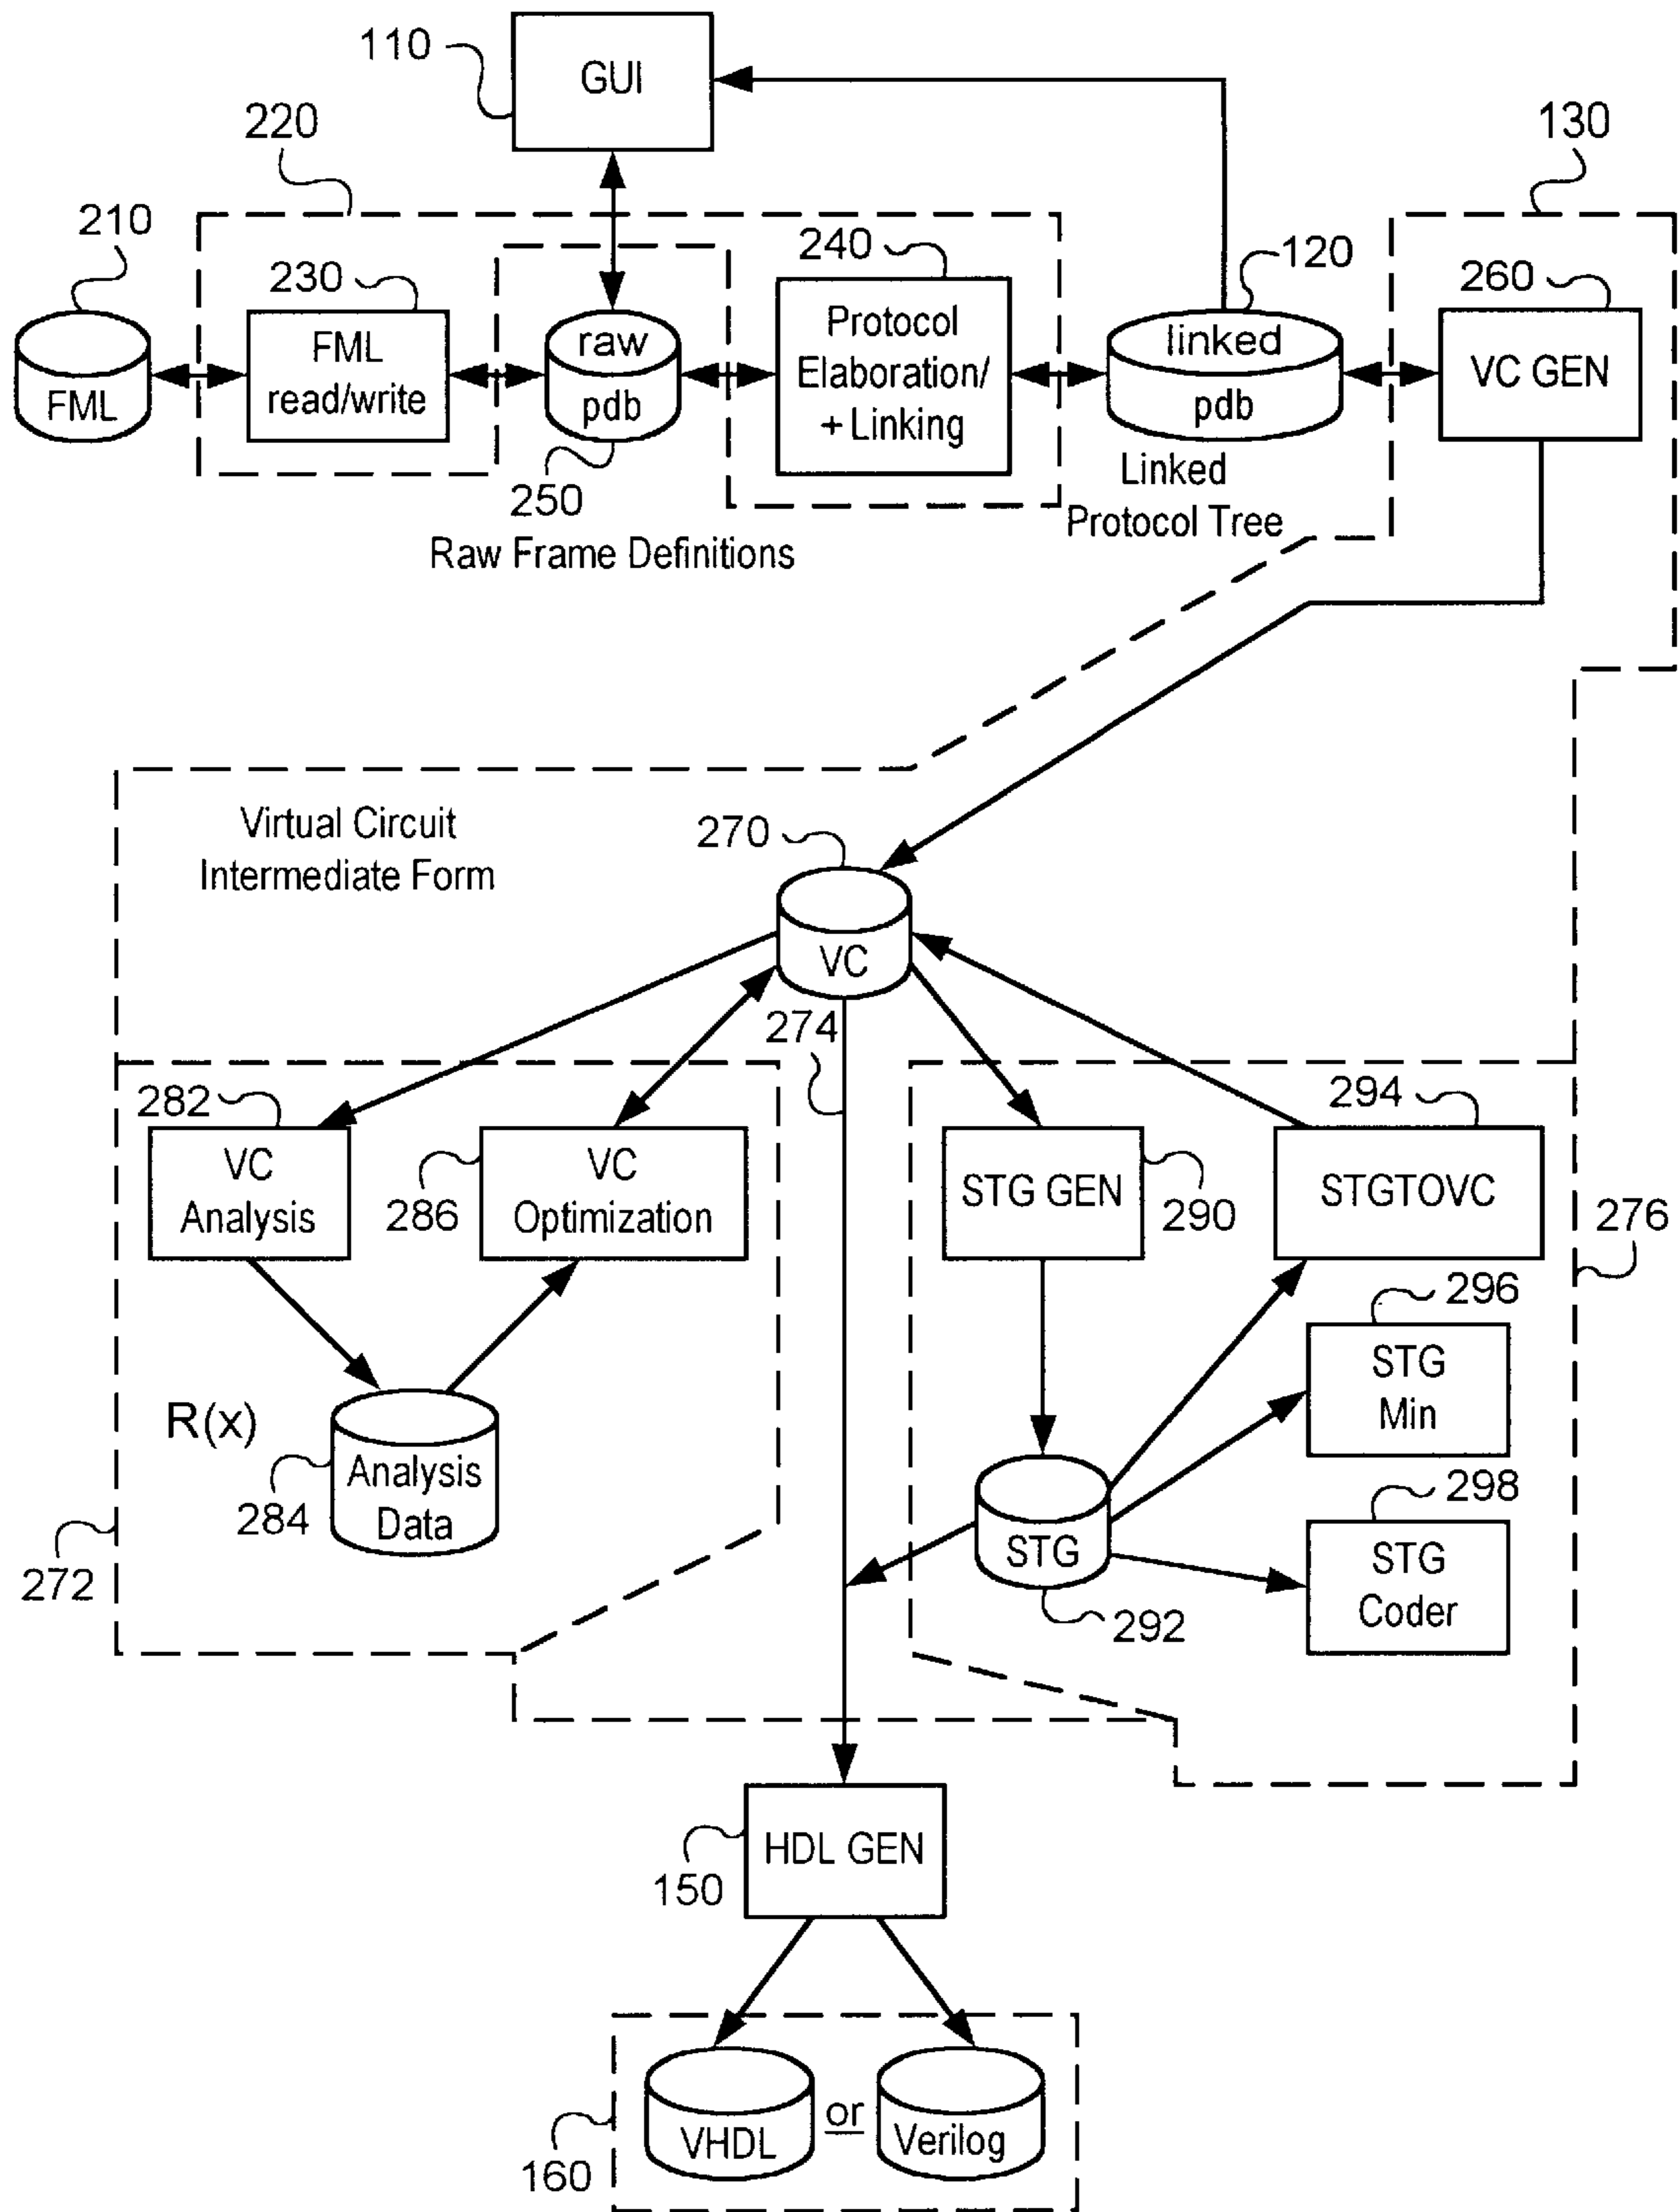 110
GUI
220
130
210
230
240
120
260
FML
FML
read/write
raw
pdb
Protocol
Elaboration/
+ Linking
linked
pdb
VC GEN
250
Linked
Protocol Tree
Raw Frame Definitions
Virtual Circuit
Intermediate Form
270
VC
274
282
294
VC
Analysis
286
VC
Optimization
STG GEN
290
STGTOVC
276
296
STG
Min
R(x)
Analysis
Data
284
298
STG
STG
Coder
272
292
HDL GEN
150
VHDL
or
Verilog
160